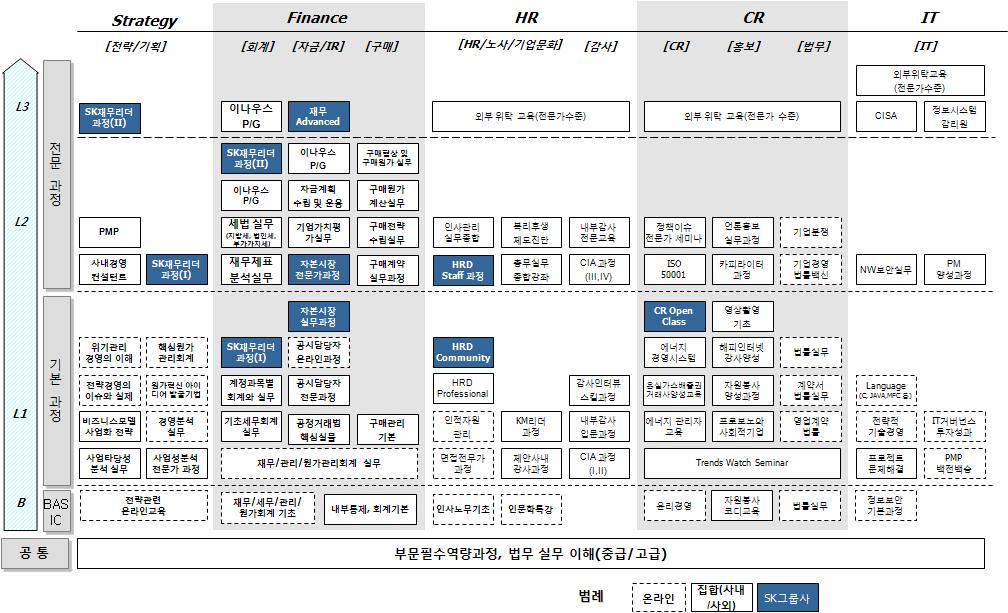 Strategy
Finance
HR
CR
IT
[전략/기획]
[회계]
[자금/IR]
[구매]
[HR/노사/기업문화]
[감사]
[CR]
[홍보]
[법무]
[IT]
L3
전문 과정
외부위탁교육
(전문가수준)
SK재무리더
과정(II)
이나우스
P/G
재무
Advanced
외부 위탁 교육(전문가수준)
외부 위탁 교육(전문가 수준)
CISA
정보시스템
감리원
L2
SK재무리더
과정(II)
이나우스
P/G
구매협상 및
구매원가 실무
이나우스
P/G
자금계획
수립 및 운용
구매원가
계산실무
PMP
세법 실무
(지방세, 법인세,
부가가치세)
기업가치평
가실무
구매전략
수립실무
인사관리
실무종합
복리후생
제도진단
내부감사
전문교육
정책이슈
전문가 세미나
언론홍보
실무과정
기업분쟁
사내경영
컨설턴트
SK재무리더
과정(I)
재무제표
분석실무
자본시장
전문가과정
구매계약
실무과정
HRD
Staff 과정
총무실무
종합강좌
CIA과정
(III,IV)
ISO
50001
카피라이터
과정
기업경영
법률백신
NW보안실무
PM
양성과정
기본 과정
L1
자본시장
실무과정
CR Open
Class
영상촬영
기초
위기관리
경영의 이해
핵심원가
관리회계
SK재무리더
과정(I)
공시담당자
온라인과정
HRD
Community
에너지
경영시스템
해피인터넷
강사양성
법률실무
전략경영의
이슈와 실제
원가혁신 아이
디어 발굴기법
계정과목별
회계와 실무
공시담당자
전문과정
HRD
Professional
감사인터뷰
스킬과정
온실가스배출권
거래사양성교육
자원봉사
양성과정
계약서
법률실무
Language
(C, JAVA,MFC 등)
비즈니스모델
사업화 전략
경영분석
실무
기초세무회계
실무
공정거래법
핵심실물
구매관리
기본
인적자원
관리
KM리더
과정
내부감사
입문과정
에너지 관리자
교육
프로보노와
사회적기업
영업계약
법률
전략적
기술경영
IT거버넌스
투자성과
사업타당성
분석 실무
사업성분석
전문가 과정
재무/관리/원가관리회계 실무
면접전무가
과정
제안사내
강사과정
CIA 과정
(I,II)
Trends Watch Seminar
프로젝트
문제해결
PMP
백전백승
B
BAS
IC
전략관련
온라인교육
재무/세무/관리/
원가회계 기초
내부통제, 회계기본
인사노무기초
인문학특강
윤리경영
자원봉사
코디교육
법률실무
정보보안
기본과정
공 통
부문필수역량과정, 법무 실무 이해(중급/고급)
범례
온라인
집합(사내
/사외)
SK그룹사